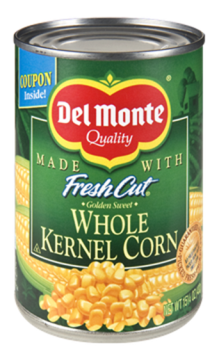 COUPON
Inside!
Del Monte
Quality
MADE WITH
Fresh Cut
Golden Sweet
WHOLE
KERNEL CORN